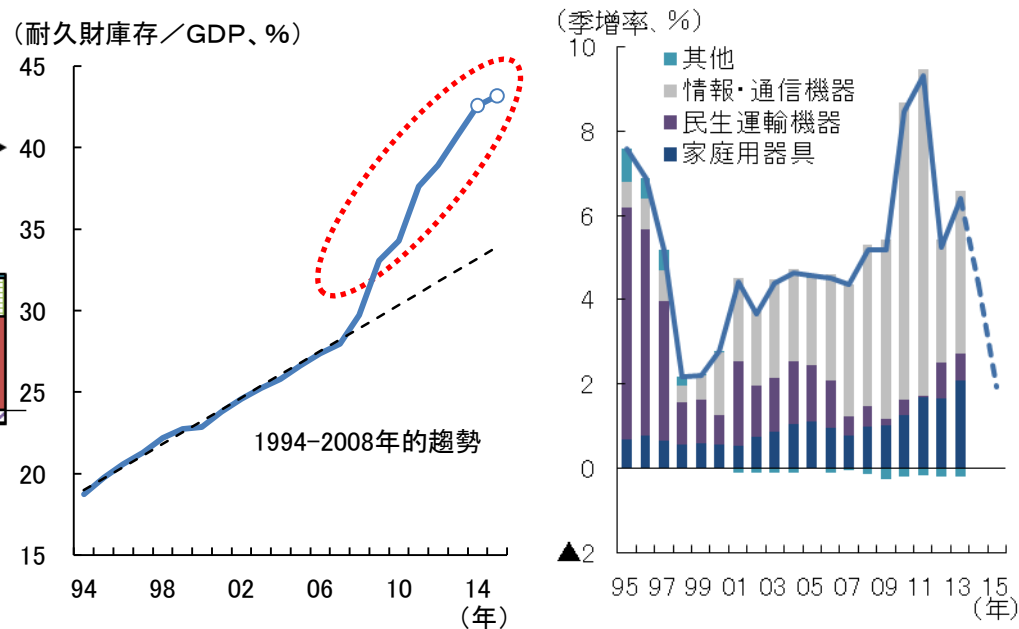 （耐久財庫存／GDP、%）
45
40
35
30
25
20
15
1994-2008年的趨勢
94 98 02 06 10 14
（年）
（季增率、%）
10
8
6
4
2
0
▲2
其他
情報・通信機器
民生運輸機器
家庭用器具
95 97 99 01 03 05 07 09 11 13 15
（年）